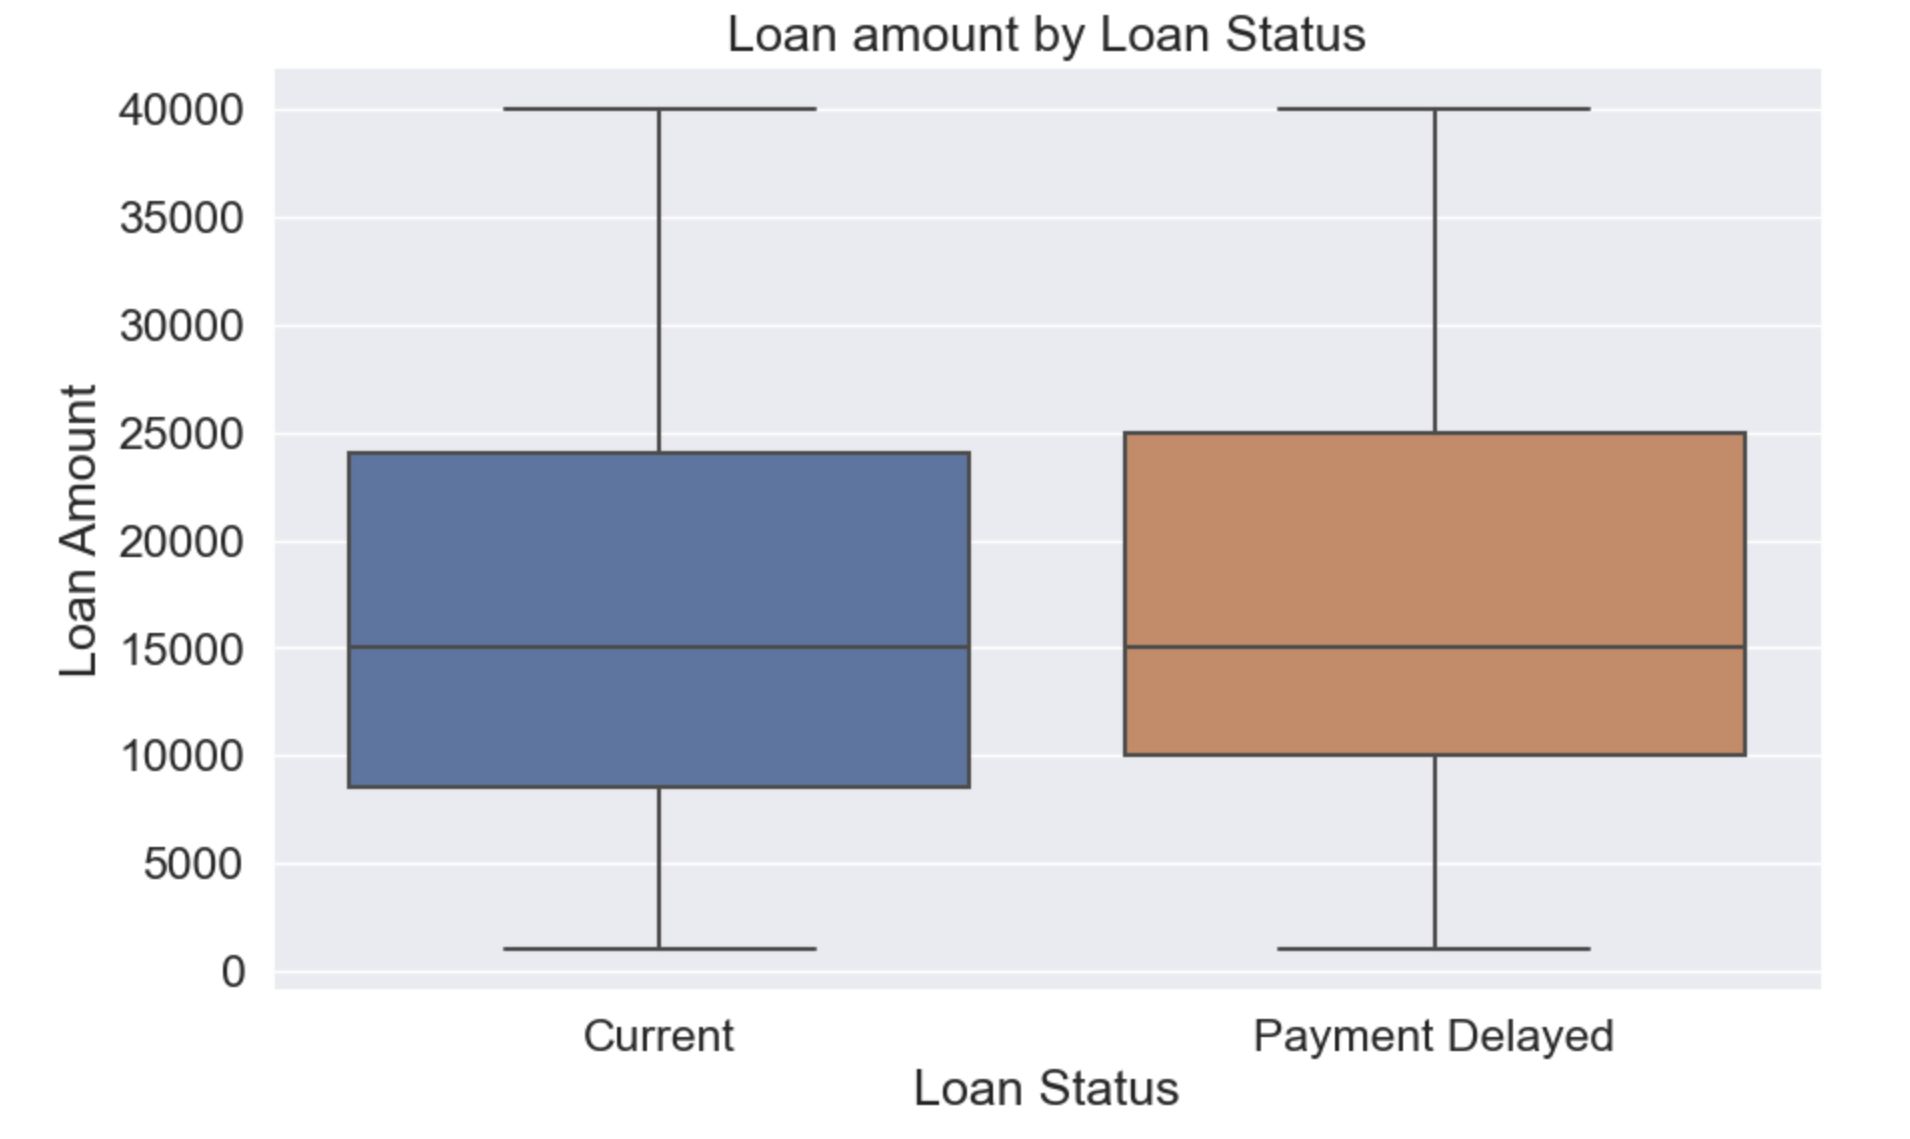 Loan amount by Loan Status
40000
35000
30000
25000
20000
15000
10000
5000
0
Loan Amount
Current
Payment Delayed
Loan Status